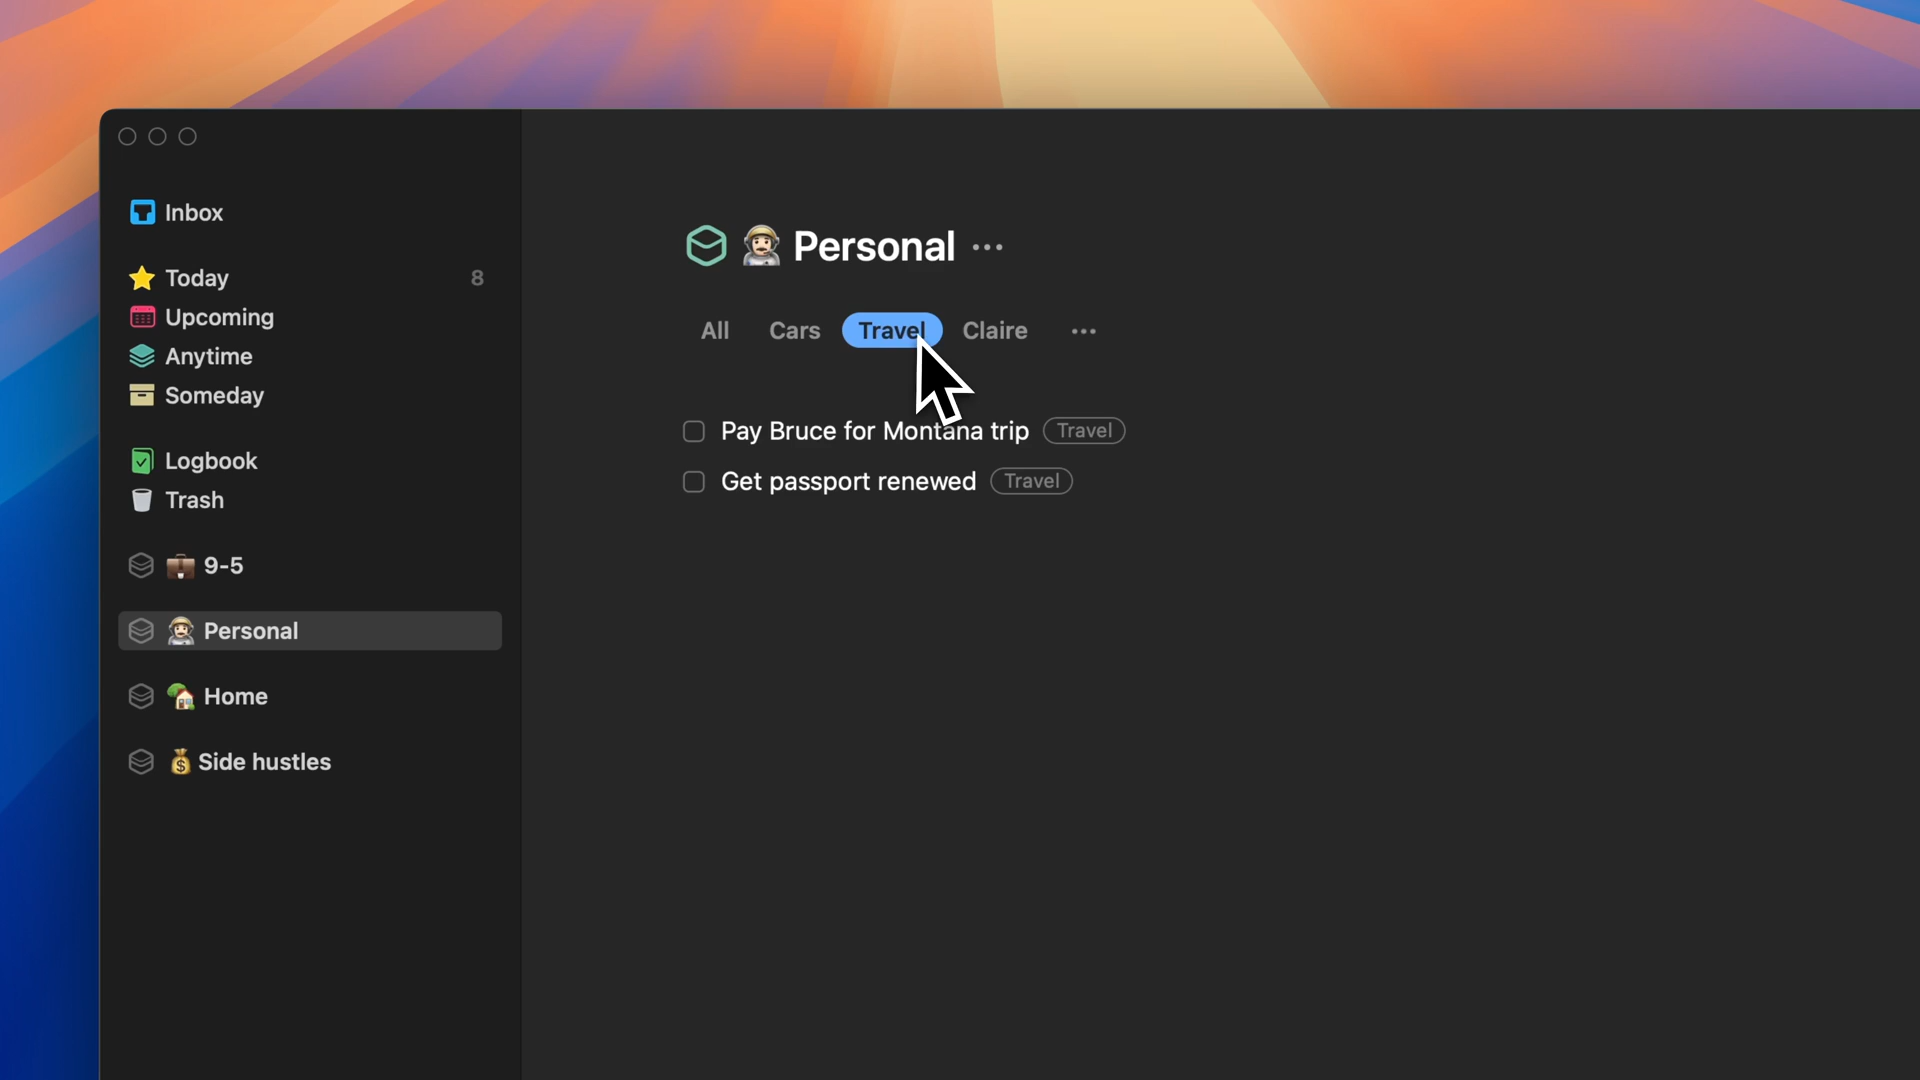 Inbox
Today 8
Upcoming
Anytime
Someday
Logbook
Trash
9-5
Personal
Home
Side hustles
Personal ...
All Cars Travel Claire ...
Pay Bruce for Montana trip Travel
Get passport renewed Travel